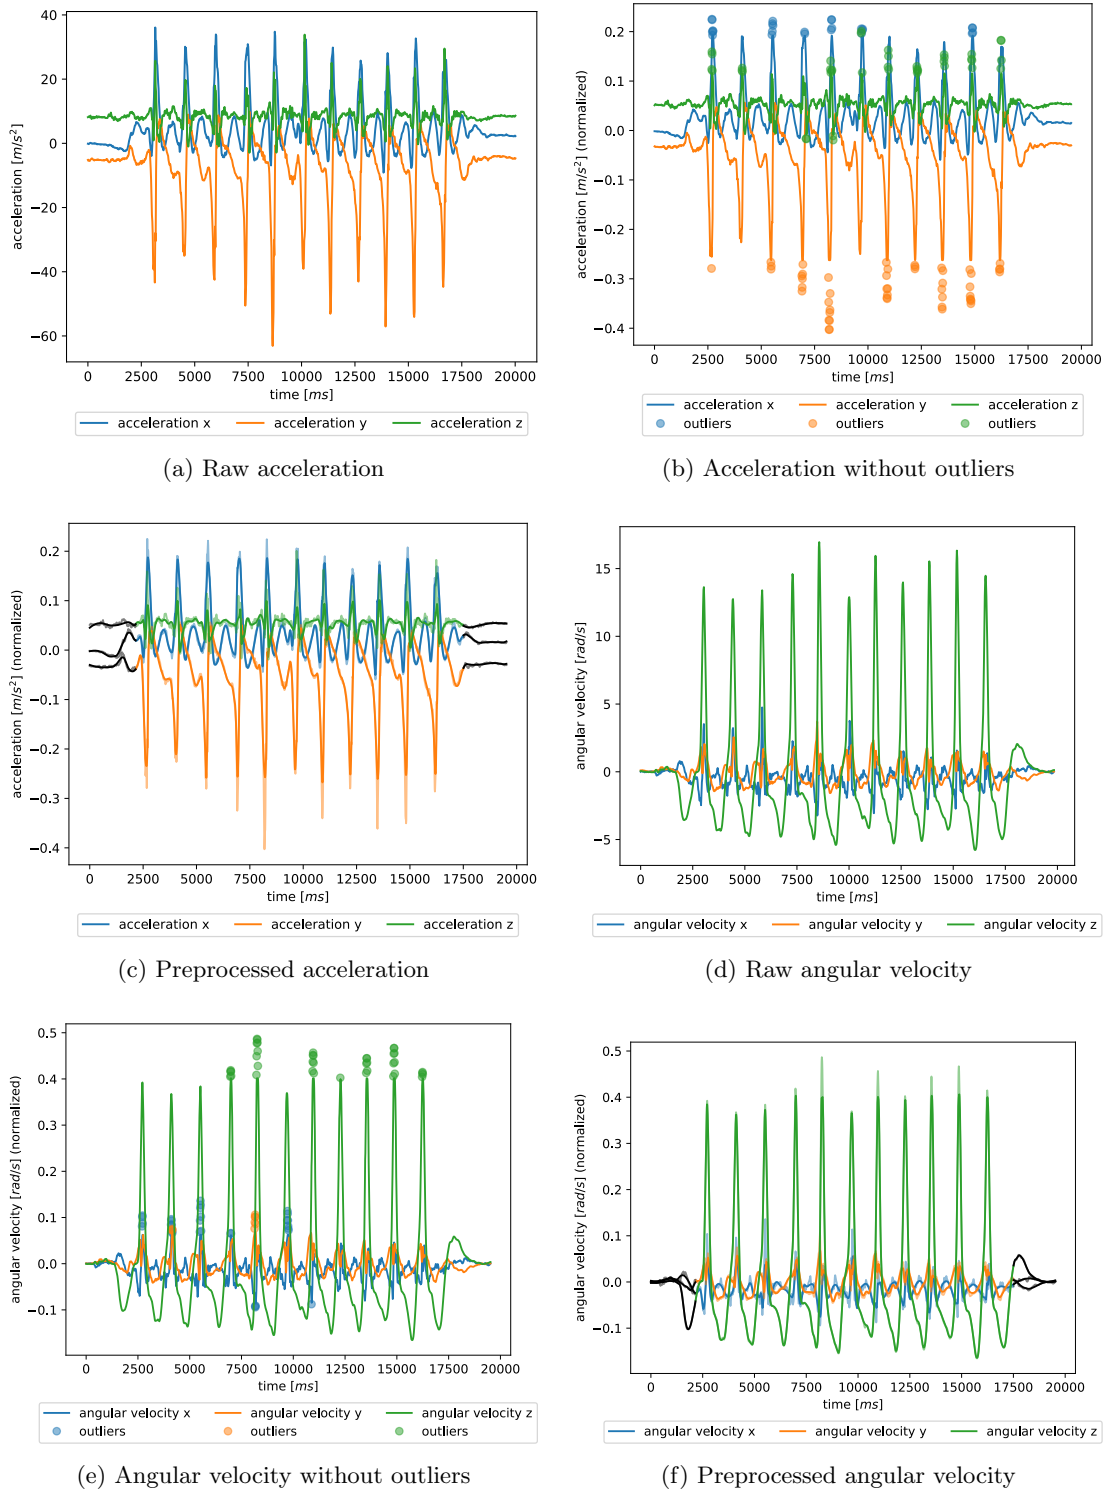 40
20
0
−20
−40
−60
acceleration [m/s²]
0 2500 5000 7500 10000 12500 15000 17500 20000
time [ms]
acceleration x acceleration y acceleration z
(a) Raw acceleration
0.2
0.1
0.0
−0.1
−0.2
−0.3
−0.4
acceleration [m/s²] (normalized)
0 2500 5000 7500 10000 12500 15000 17500 20000
time [ms]
acceleration x acceleration y acceleration z
outliers outliers outliers
(b) Acceleration without outliers
0.2
0.1
0.0
−0.1
−0.2
−0.3
−0.4
acceleration [m/s²] (normalized)
0 2500 5000 7500 10000 12500 15000 17500 20000
time [ms]
acceleration x acceleration y acceleration z
(c) Preprocessed acceleration
15
10
5
0
−5
angular velocity [rad/s]
0 2500 5000 7500 10000 12500 15000 17500 20000
time [ms]
angular velocity x angular velocity y angular velocity z
(d) Raw angular velocity
0.5
0.4
0.3
0.2
0.1
0.0
−0.1
angular velocity [rad/s] (normalized)
0 2500 5000 7500 10000 12500 15000 17500 20000
time [ms]
angular velocity x angular velocity y angular velocity z
outliers outliers outliers
(e) Angular velocity without outliers
0.5
0.4
0.3
0.2
0.1
0.0
−0.1
angular velocity [rad/s] (normalized)
0 2500 5000 7500 10000 12500 15000 17500 20000
time [ms]
angular velocity x angular velocity y angular velocity z
(f) Preprocessed angular velocity